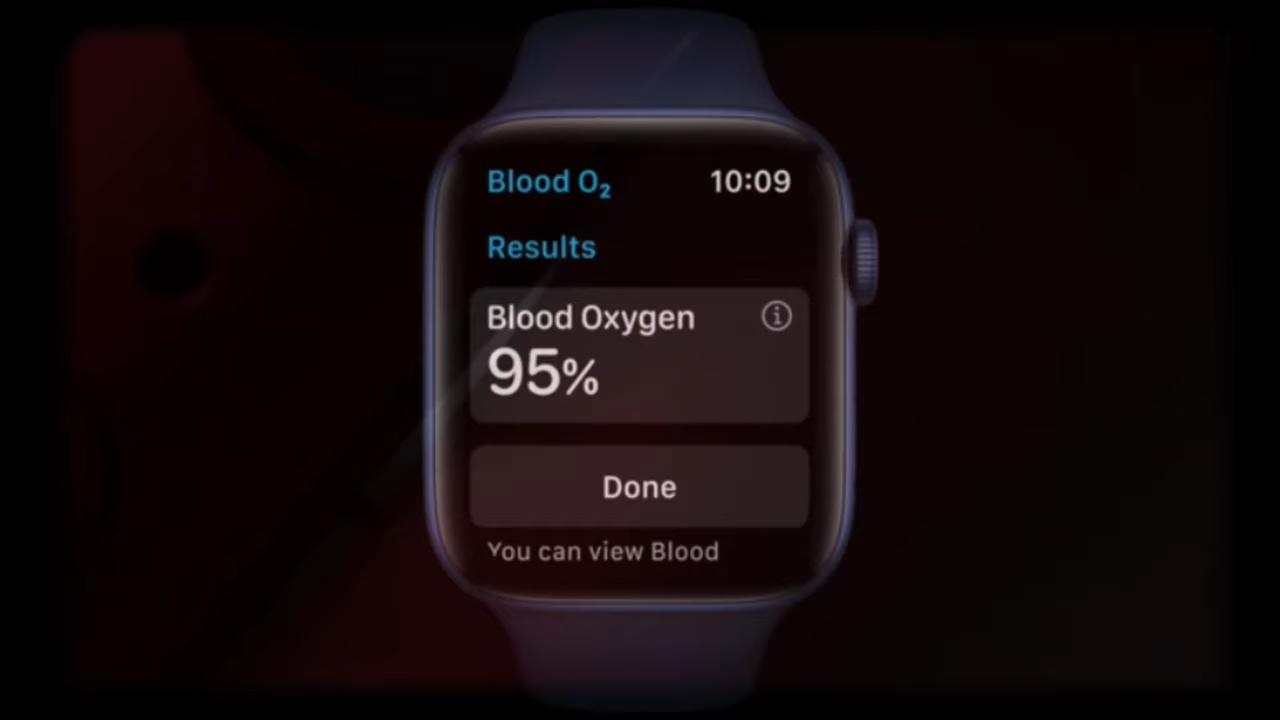 Blood O₂ 10:09
Results
Blood Oxygen
95%
Done
You can view Blood